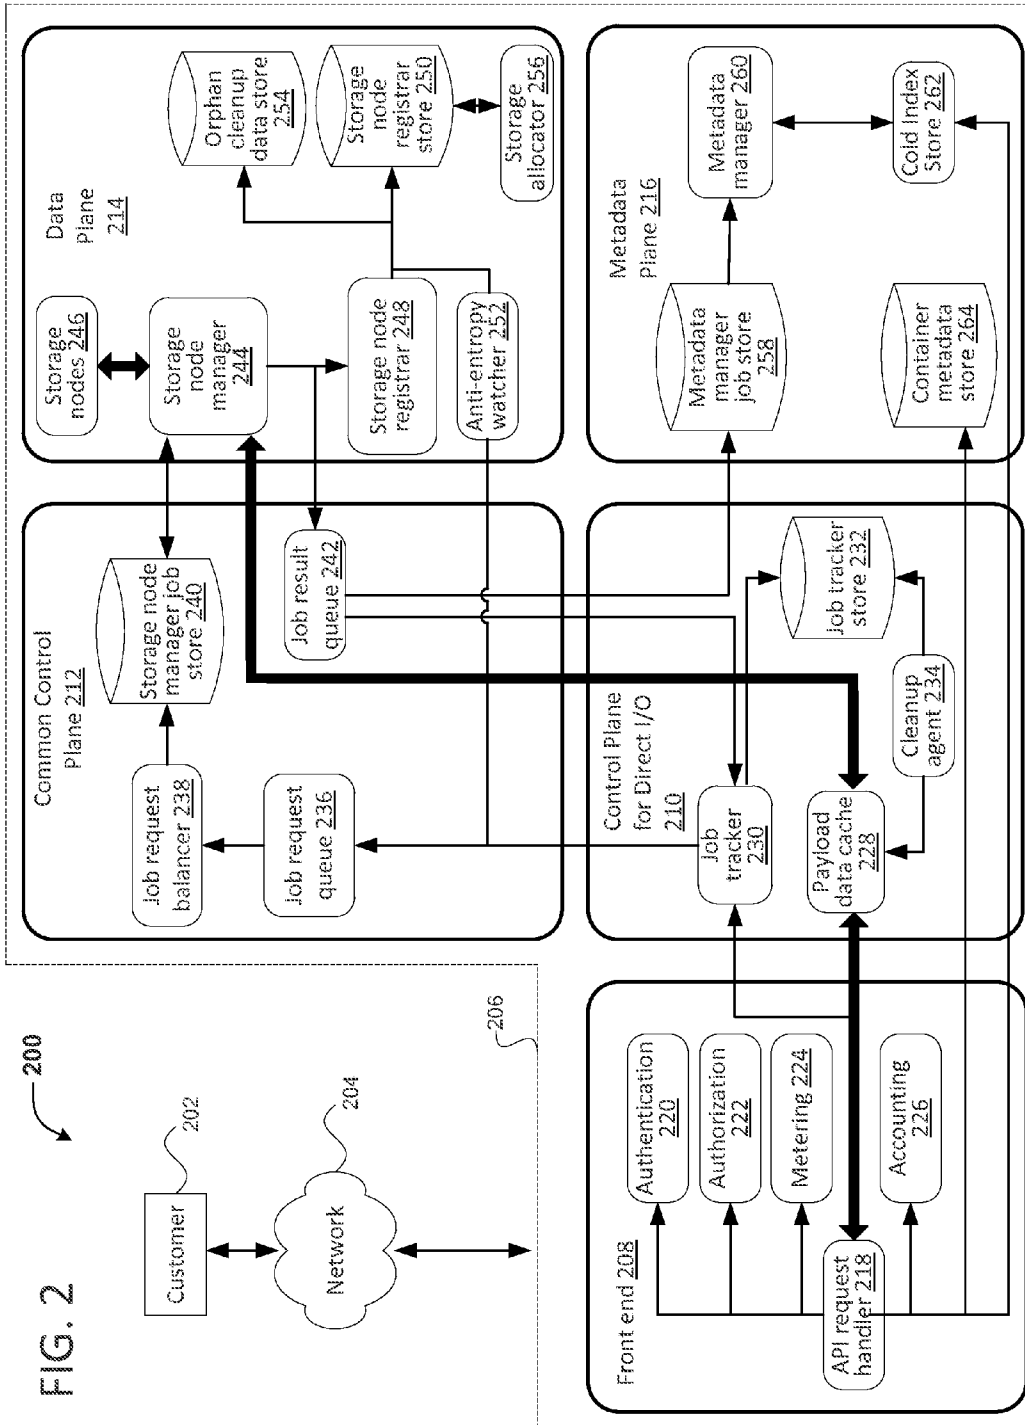 FIG. 2
200
Customer
202
Network
204
206
Front end 208
API request
handler 218
Authentication
220
Authorization
222
Metering 224
Accounting
226
Common Control
Plane 212
Job request
balancer 238
Job request
queue 236
Storage node
manager job
store 240
Job result
queue 242
Control Plane
for Direct I/O
210
Job
tracker
230
Payload
data cache
228
Job tracker
store 232
Cleanup
agent 234
Data
Plane
214
Storage
nodes 246
Storage
node
manager
244
Storage node
registrar 248
Anti-entropy
watcher 252
Orphan
cleanup
data store
254
Storage
node
registrar
store 250
Storage
allocator 256
Metadata
Plane 216
Metadata
manager
job store
258
Metadata
manager
260
Container
metadata
store 264
Cold Index
Store 262